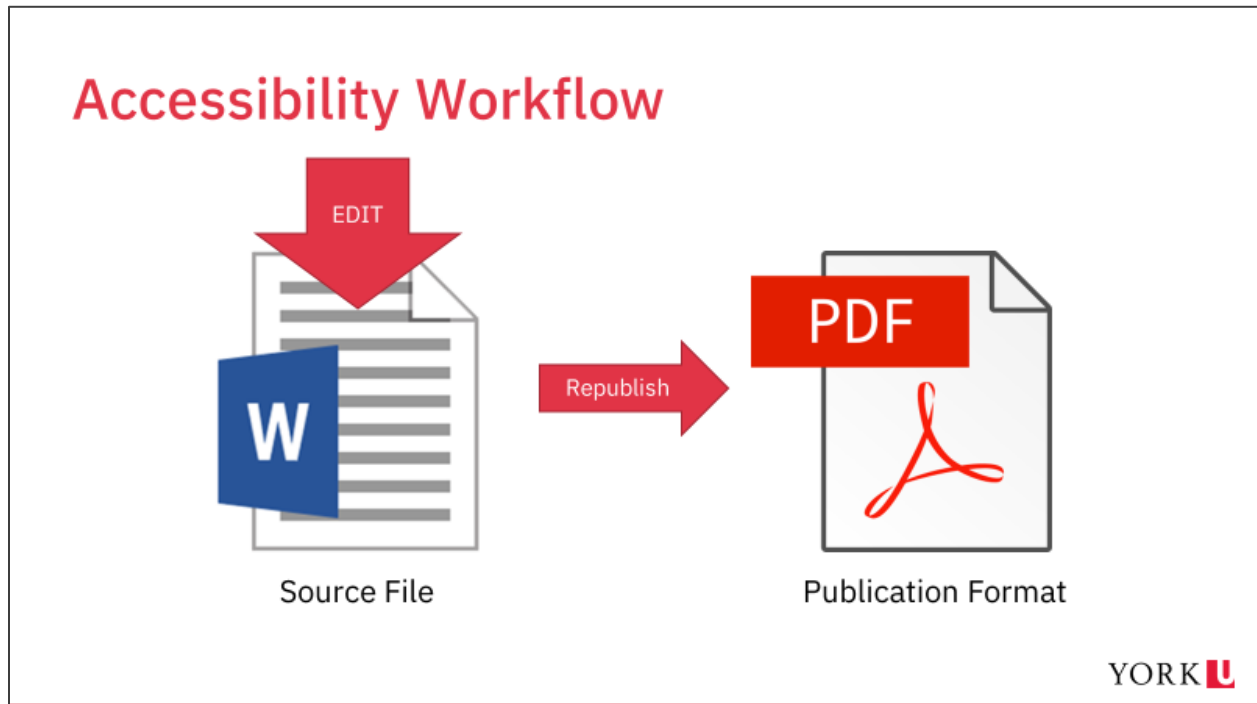 Accessibility Workflow
EDIT
W
Republish
PDF
Source File
Publication Format
YORK U